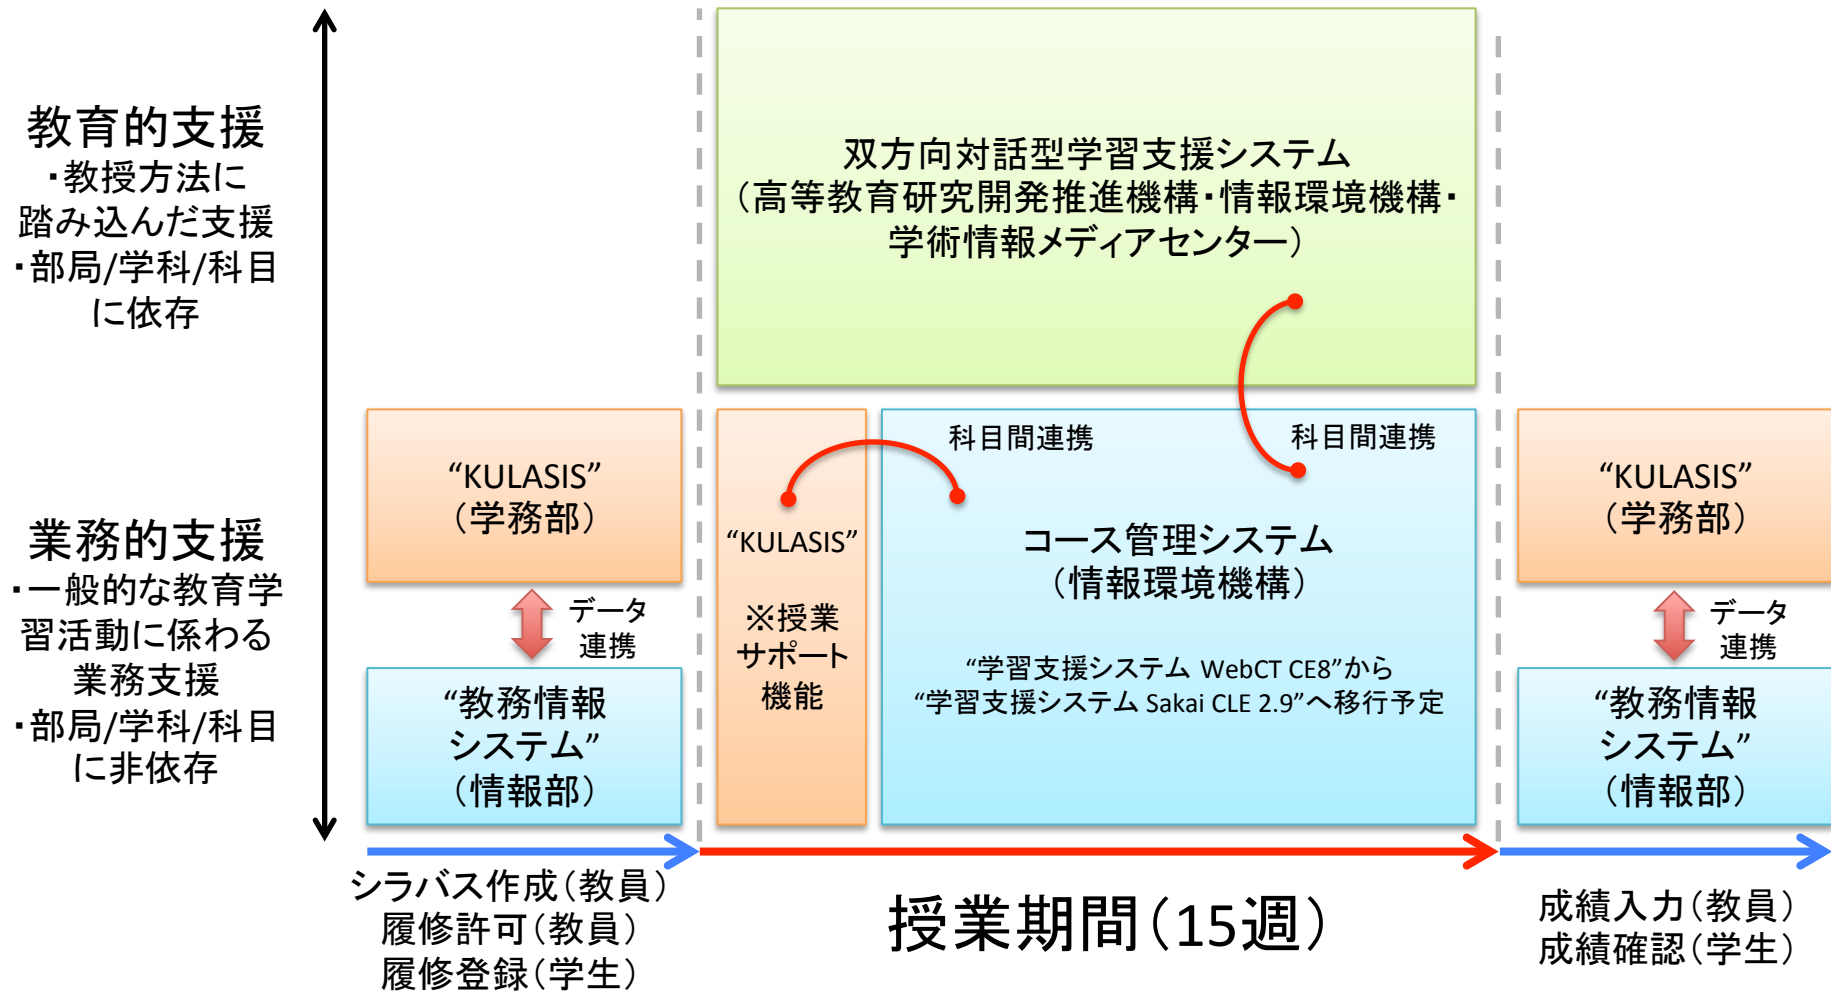 教育的支援
・教授方法に
踏み込んだ支援
・部局/学科/科目
に依存
業務的支援
・一般的な教育学
習活動に係わる
業務支援
・部局/学科/科目
に非依存
双方向対話型学習支援システム
（高等教育研究開発推進機構・情報環境機構・
学術情報メディアセンター）
“KULASIS”
（学務部）
データ
連携
“教務情報
システム”
（情報部）
“KULASIS”
※授業
サポート
機能
科目間連携
科目間連携
コース管理システム
（情報環境機構）
“学習支援システム WebCT CE8”から
“学習支援システム Sakai CLE 2.9”へ移行予定
“KULASIS”
（学務部）
データ
連携
“教務情報
システム”
（情報部）
シラバス作成（教員）
履修許可（教員）
履修登録（学生）
授業期間（15週）
成績入力（教員）
成績確認（学生）